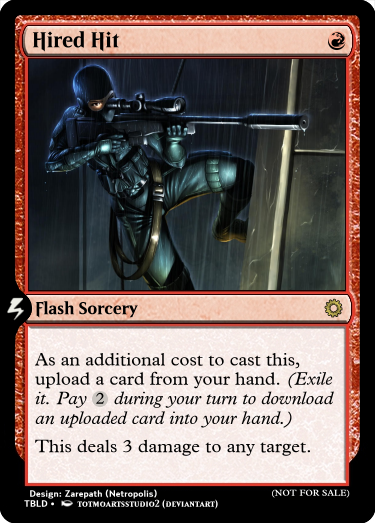 Hired Hit
Flash Sorcery
As an additional cost to cast this,
upload a card from your hand. (Exile
it. Pay 2 during your turn to download
an uploaded card into your hand.)
This deals 3 damage to any target.
Design: Zarepath (Netropolis)
(NOT FOR SALE)
TBLD • TOTMOARTSSTUDIO2 (DEVIANTART)